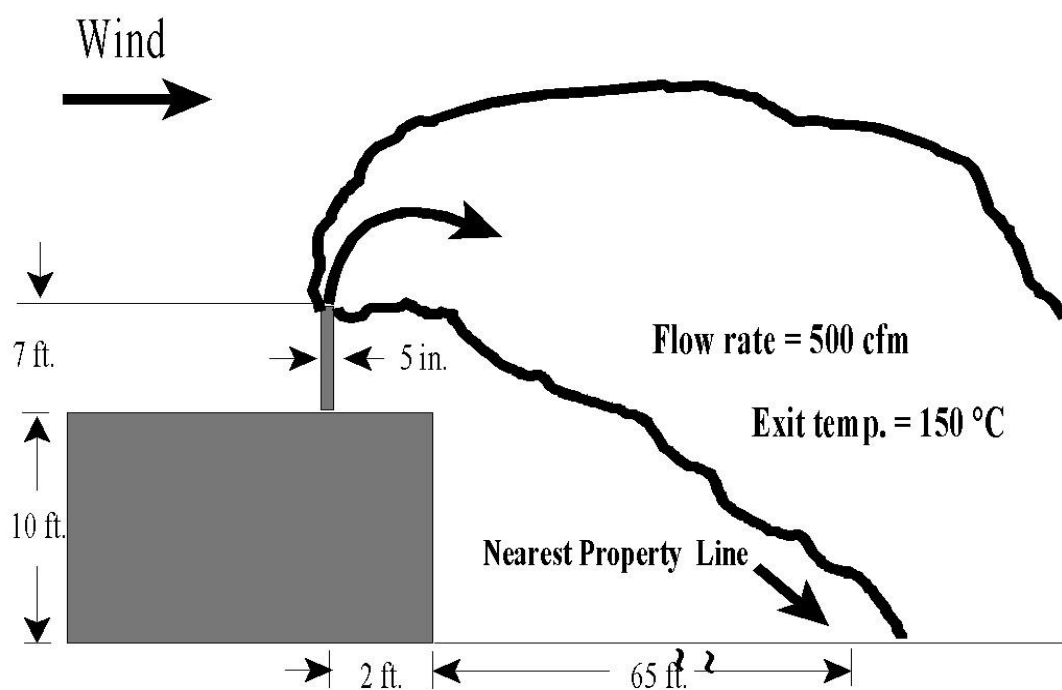 Wind
7 ft.
5 in.
Flow rate = 500 cfm
Exit temp. = 150 °C
10 ft.
Nearest Property Line
2 ft.
65 ft.